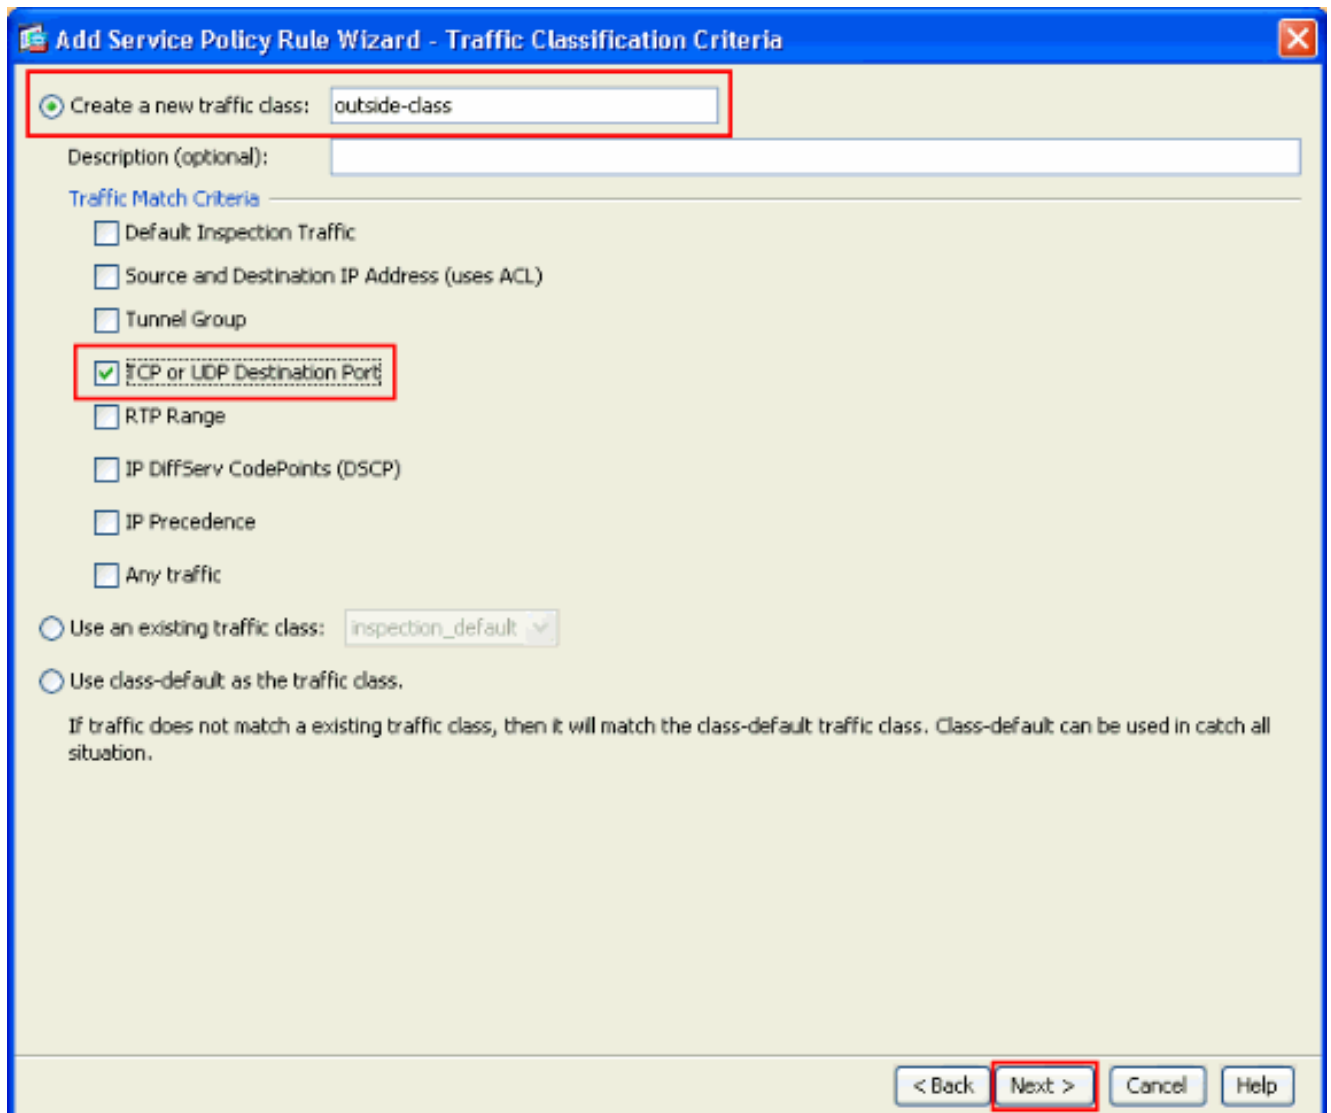 Add Service Policy Rule Wizard - Traffic Classification Criteria
Create a new traffic class: outside-class
Description (optional):
Traffic Match Criteria
Default Inspection Traffic
Source and Destination IP Address (uses ACL)
Tunnel Group
TCP or UDP Destination Port
RTP Range
IP DiffServ CodePoints (DSCP)
IP Precedence
Any traffic
Use an existing traffic class: inspection_default
Use class-default as the traffic class.
If traffic does not match a existing traffic class, then it will match the class-default traffic class. Class-default can be used in catch all
situation.
< Back Next > Cancel Help